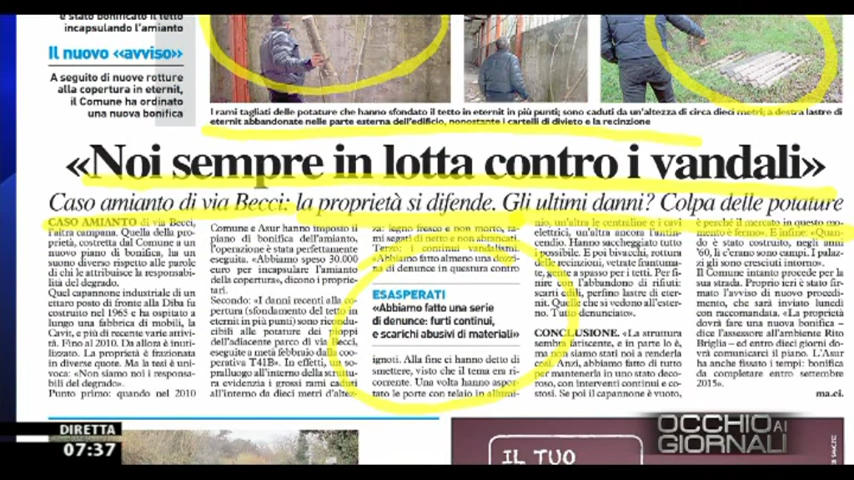 è stato bonificato il tetto
incapsulando l'amianto
Il nuovo «avviso»
A seguito di nuove rotture
alla copertura in eternit,
il Comune ha ordinato
una nuova bonifica
I rami tagliati delle potature che hanno sfondato il tetto in eternit in più punti; sono caduti da un'altezza di circa dieci metri; a destra lastre di
eternit abbandonate nelle parte esterna dell'edificio, nonostante i cartelli di divieto e la recinzione
«Noi sempre in lotta contro i vandali»
Caso amianto di via Becci: la proprietà si difende. Gli ultimi danni? Colpa delle potature
CASO AMIANTO di via Becci,
l'altra campana. Quella della pro-
prietà, costretta dal Comune a un
nuovo piano di bonifica, ha un
suono diverso rispetto alle parole
di chi le attribuisce la responsabi-
lità del degrado.
Quel capannone industriale di un
ettaro posto di fronte alla Diba fu
costruito nel 1965 e ha ospitato a
lungo una fabbrica di mobili, la
Cavir, e più di recente varie attivi-
tà. Fino al 2010. Da allora è inuti-
lizzato. La proprietà è frazionata
in diverse quote. Ma la tesi è uni-
voca: «Non siamo noi i responsa-
bili del degrado».
Punto primo: quando nel 2010
Comune e Asur hanno imposto il
piano di bonifica dell'amianto,
l'operazione è stata perfettamente
eseguita. «Abbiamo speso 30.000
euro per incapsulare l'amianto
della copertura», dicono i proprie-
tari.
Secondo: «I danni recenti alla co-
pertura (sfondamento del tetto in
eternit in più punti) sono ricondu-
cibili alla potature dei pioppi
dell'adiacente parco di via Becci,
eseguite a metà febbraio dalla coo-
perativa T41B». In effetti, un so-
pralluogo all'interno della struttu-
ra evidenzia i grossi rami caduti
all'interno da dieci metri d'altez-
za: legno fresco e non morto, ra-
mi segati di netto e non abrancati.
Terzo: i continui vandalismi.
«Abbiamo fatto almeno una dozzi-
na di denunce in questura contro
ESASPERATI
«Abbiamo fatto una serie
di denunce: furti continui,
e scarichi abusivi di materiali»
ignoti. Alla fine ci hanno detto di
smettere, visto che il tema era ri-
corrente. Una volta hanno aspor-
tato le porte con telaio in allumi-
nio, un'altra le centraline e i cavi
elettrici, un'altra ancora l'antin-
cendio. Hanno saccheggiato tutto
il possibile. E poi bivacchi, rottura
delle recinzioni, vetrate frantuma-
te, gente a spasso per i tetti. Per fi-
nire con l'abbandono di rifiuti:
scarti edili, perfino lastre di eter-
nit. Quelle che si vedono all'ester-
no. Tutto denunciato».
CONCLUSIONE. «La struttura
sembra fatiscente, e in parte lo è,
ma non siamo stati noi a renderla
così. Anzi, abbiamo fatto di tutto
per mantenerla in uno stato deco-
roso, con interventi continui e co-
stosi. Se poi il capannone è vuoto,
è perché il mercato in questo mo-
mento è fermo». E infine: «Quan-
do è stato costruito, negli anni
'60, lì c'erano solo campi. I palaz-
zi gli sono cresciuti intorno».
Il Comune intanto procede per la
sua strada. Proprio ieri è stato fir-
mato l'avviso di nuovo procedi-
mento, che sarà inviato lunedì
con raccomandata. «La proprietà
dovrà fare una nuova bonifica –
dice l'assessore all'ambiente Rito
Briglia – ed entro dieci giorni do-
vrà comunicarci il piano. L'Asur
ha anche fissato i tempi: bonifica
da completare entro settembre
2015».
ma.ci.
DIRETTA
07:37
OCCHIO AI
GIORNALI
IL TUO